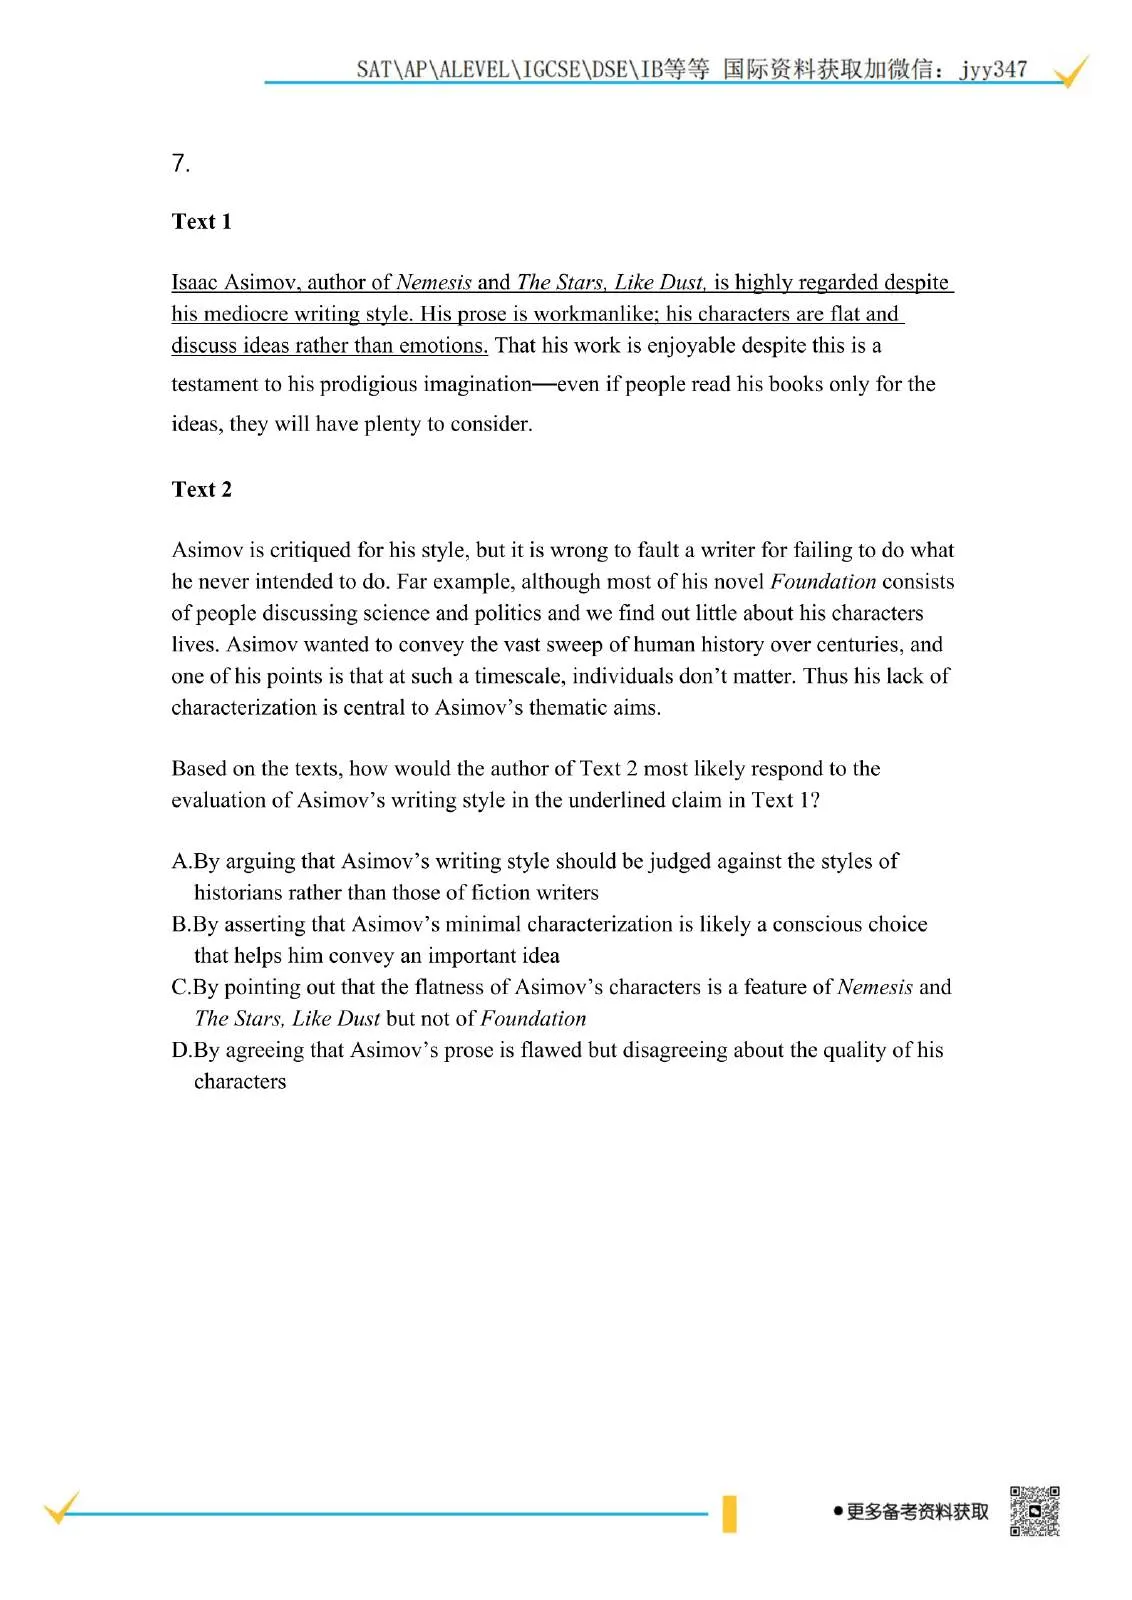 SAT\AP\ALEVEL\IGCSE\DSE\IB等等 国际资料获取加微信：jyy347
7.
Text 1
Isaac Asimov, author of Nemesis and The Stars, Like Dust, is highly regarded despite
his mediocre writing style. His prose is workmanlike; his characters are flat and
discuss ideas rather than emotions. That his work is enjoyable despite this is a
testament to his prodigious imagination—even if people read his books only for the
ideas, they will have plenty to consider.
Text 2
Asimov is critiqued for his style, but it is wrong to fault a writer for failing to do what
he never intended to do. Far example, although most of his novel Foundation consists
of people discussing science and politics and we find out little about his characters
lives. Asimov wanted to convey the vast sweep of human history over centuries, and
one of his points is that at such a timescale, individuals don't matter. Thus his lack of
characterization is central to Asimov's thematic aims.
Based on the texts, how would the author of Text 2 most likely respond to the
evaluation of Asimov's writing style in the underlined claim in Text 1?
A.By arguing that Asimov's writing style should be judged against the styles of
historians rather than those of fiction writers
B.By asserting that Asimov's minimal characterization is likely a conscious choice
that helps him convey an important idea
C.By pointing out that the flatness of Asimov's characters is a feature of Nemesis and
The Stars, Like Dust but not of Foundation
D.By agreeing that Asimov's prose is flawed but disagreeing about the quality of his
characters
•更多备考资料获取